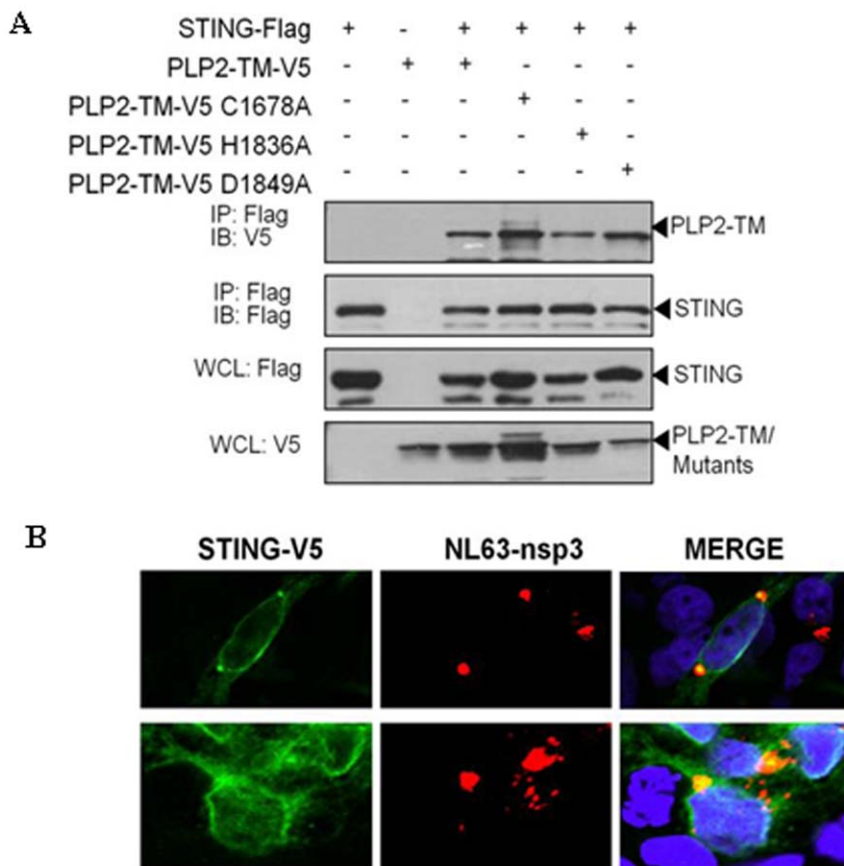 A
STING-Flag + - + + + +
PLP2-TM-V5 - + + - - -
PLP2-TM-V5 C1678A - - - + - -
PLP2-TM-V5 H1836A - - - - + -
PLP2-TM-V5 D1849A - - - - - +
IP: Flag
IB: V5
PLP2-TM
IP: Flag
IB: Flag
STING
WCL: Flag
STING
WCL: V5
PLP2-TM/
Mutants
B
STING-V5 NL63-nsp3 MERGE